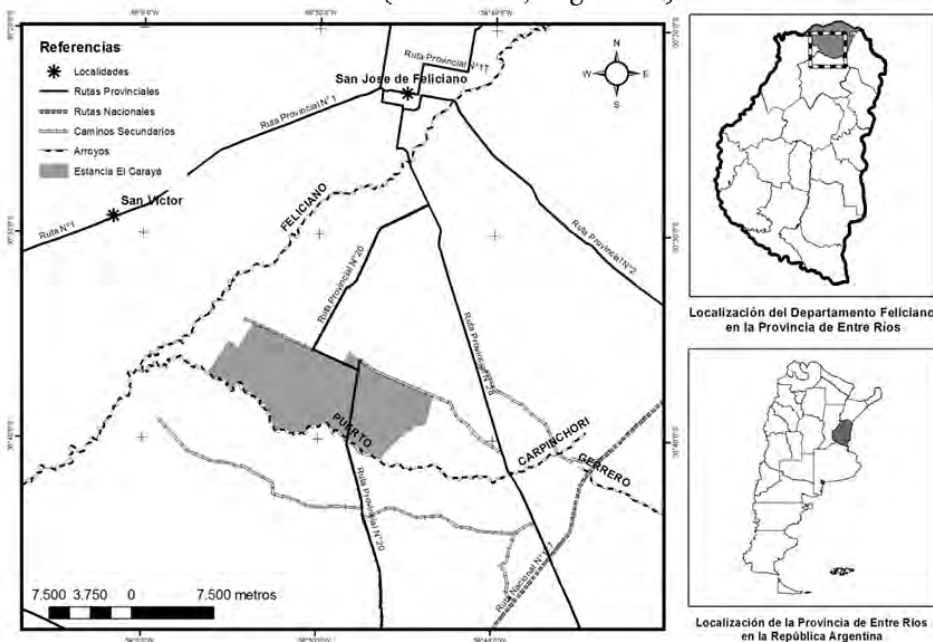 Referencias
Localidades
Rutas Provinciales
Rutas Nacionales
Caminos Secundarios
Arroyos
Estancia El Carayá
Ruta Provincial N°1T
San Jose de Feliciano
Ruta Provincial N°1
San Victor
Ruta N°1
FELICIANO
Ruta Provincial N°20
Ruta Provincial N°2
Ruta Provincial N°28
PUERTO
CARPINCHORI
GERRERO
Ruta Provincial N°20
Ruta Nacional
N
W E
S
7.500 3.750 0 7.500 metros
Localización del Departamento Feliciano
en la Provincia de Entre Ríos
Localización de la Provincia de Entre Ríos
en la República Argentina